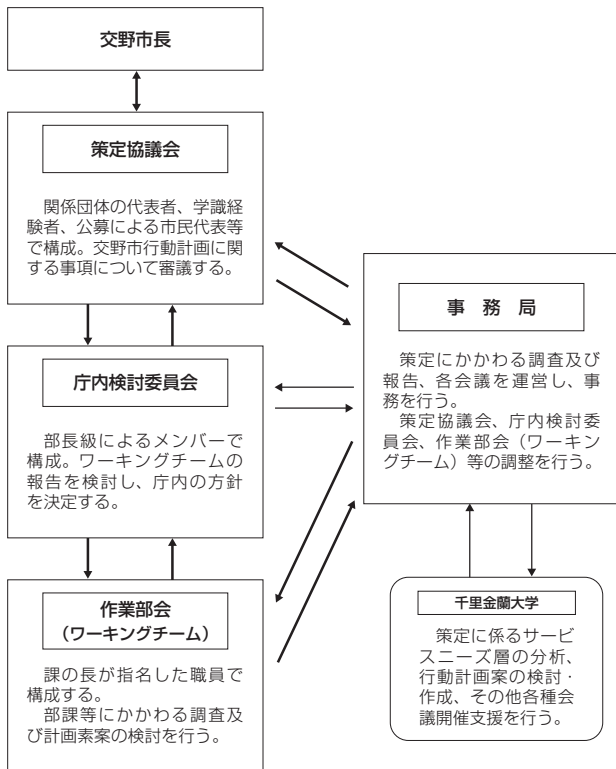 交野市長
策定協議会
関係団体の代表者、学識経
験者、公募による市民代表等
で構成。交野市行動計画に関
する事項について審議する。
庁内検討委員会
部長級によるメンバーで
構成。ワーキングチームの
報告を検討し、庁内の方針
を決定する。
作業部会
（ワーキングチーム）
課の長が指名した職員で
構成する。
部課等にかかわる調査及
び計画素案の検討を行う。
事　務　局
策定にかかわる調査及び
報告、各会議を運営し、事
務を行う。
策定協議会、庁内検討委
員会、作業部会（ワーキン
グチーム）等の調整を行う。
千里金蘭大学
策定に係るサービ
スニーズ層の分析、
行動計画案の検討・
作成、その他各種会
議開催支援を行う。